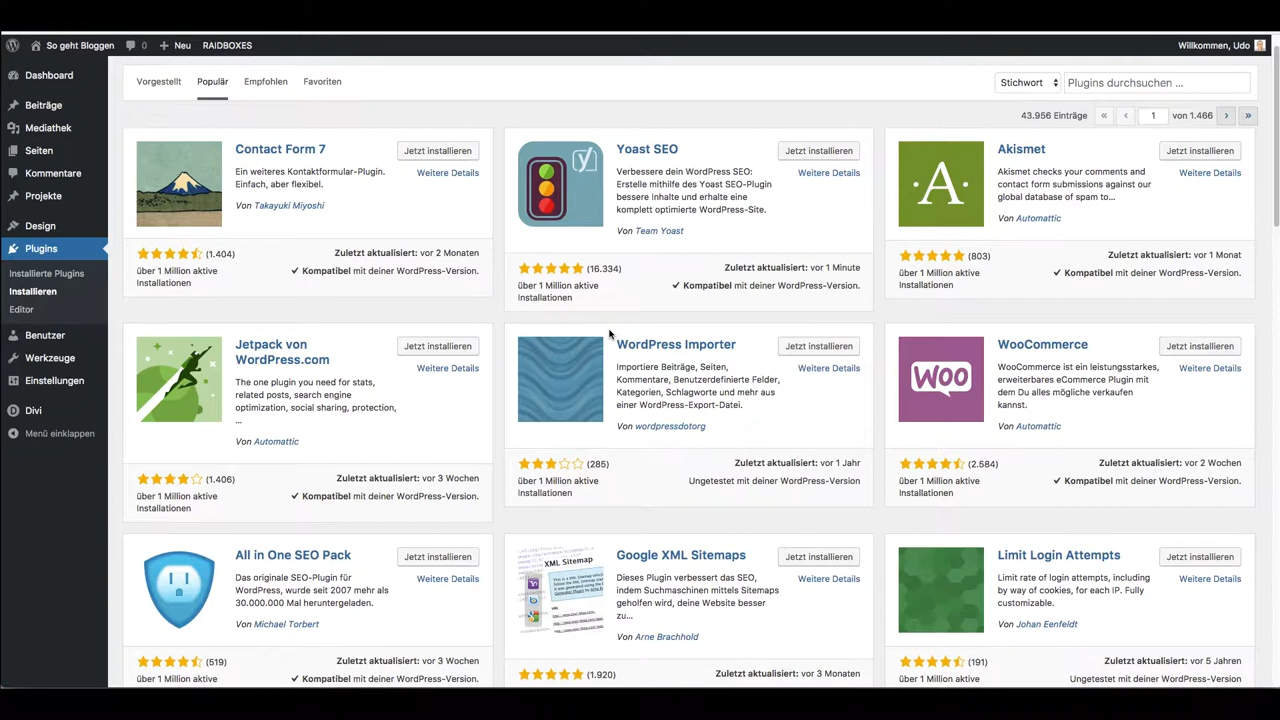 So geht Bloggen
0
Neu
RAIDBOXES
Willkommen, Udo
Dashboard
Beiträge
Mediathek
Seiten
Kommentare
Projekte
Design
Plugins
Installierte Plugins
Installieren
Editor
Benutzer
Werkzeuge
Einstellungen
Divi
Menü einklappen
Vorgestellt
Populär
Empfohlen
Favoriten
Stichwort
Plugins durchsuchen ...
43.956 Einträge
«
‹
1
von 1.466
›
»
Contact Form 7
Jetzt installieren
Weitere Details
Ein weiteres Kontaktformular-Plugin.
Einfach, aber flexibel.
Von Takayuki Miyoshi
(1.404)
über 1 Million aktive
Installationen
Zuletzt aktualisiert: vor 2 Monaten
Kompatibel mit deiner WordPress-Version.
Yoast SEO
Jetzt installieren
Weitere Details
Verbessere dein WordPress SEO:
Erstelle mithilfe des Yoast SEO-Plugin
bessere Inhalte und erhalte eine
komplett optimierte WordPress-Site.
Von Team Yoast
(16.334)
über 1 Million aktive
Installationen
Zuletzt aktualisiert: vor 1 Minute
Kompatibel mit deiner WordPress-Version.
A
Akismet
Jetzt installieren
Weitere Details
Akismet checks your comments and
contact form submissions against our
global database of spam to...
Von Automattic
(803)
über 1 Million aktive
Installationen
Zuletzt aktualisiert: vor 1 Monat
Kompatibel mit deiner WordPress-Version.
Jetpack von
WordPress.com
Jetzt installieren
Weitere Details
The one plugin you need for stats,
related posts, search engine
optimization, social sharing, protection,
...
Von Automattic
(1.406)
über 1 Million aktive
Installationen
Zuletzt aktualisiert: vor 3 Wochen
Kompatibel mit deiner WordPress-Version.
WordPress Importer
Jetzt installieren
Weitere Details
Importiere Beiträge, Seiten,
Kommentare, Benutzerdefinierte Felder,
Kategorien, Schlagworte und mehr aus
einer WordPress-Export-Datei.
Von wordpressdotorg
(285)
über 1 Million aktive
Installationen
Zuletzt aktualisiert: vor 1 Jahr
Ungetestet mit deiner WordPress-Version
WOO
WooCommerce
Jetzt installieren
Weitere Details
WooCommerce ist ein leistungsstarkes,
erweiterbares eCommerce Plugin mit
dem Du alles mögliche verkaufen
kannst.
Von Automattic
(2.584)
über 1 Million aktive
Installationen
Zuletzt aktualisiert: vor 2 Wochen
Kompatibel mit deiner WordPress-Version.
All in One SEO Pack
Jetzt installieren
Weitere Details
Das originale SEO-Plugin für
WordPress, wurde seit 2007 mehr als
30.000.000 Mal heruntergeladen.
Von Michael Torbert
(519)
über 1 Million aktive
Zuletzt aktualisiert: vor 3 Wochen
Kompatibel mit deiner WordPress-Version.
XML Sitemap
Google XML Sitemaps
Jetzt installieren
Weitere Details
Dieses Plugin verbessert das SEO,
indem Suchmaschinen mittels Sitemaps
geholfen wird, deine Website besser
zu...
Von Arne Brachhold
(1.920)
Zuletzt aktualisiert: vor 3 Monaten
Limit Login Attempts
Jetzt installieren
Weitere Details
Limit rate of login attempts, including
by way of cookies, for each IP. Fully
customizable.
Von Johan Eenfeldt
(191)
über 1 Million aktive
Zuletzt aktualisiert: vor 5 Jahren
Ungetestet mit deiner WordPress-Version